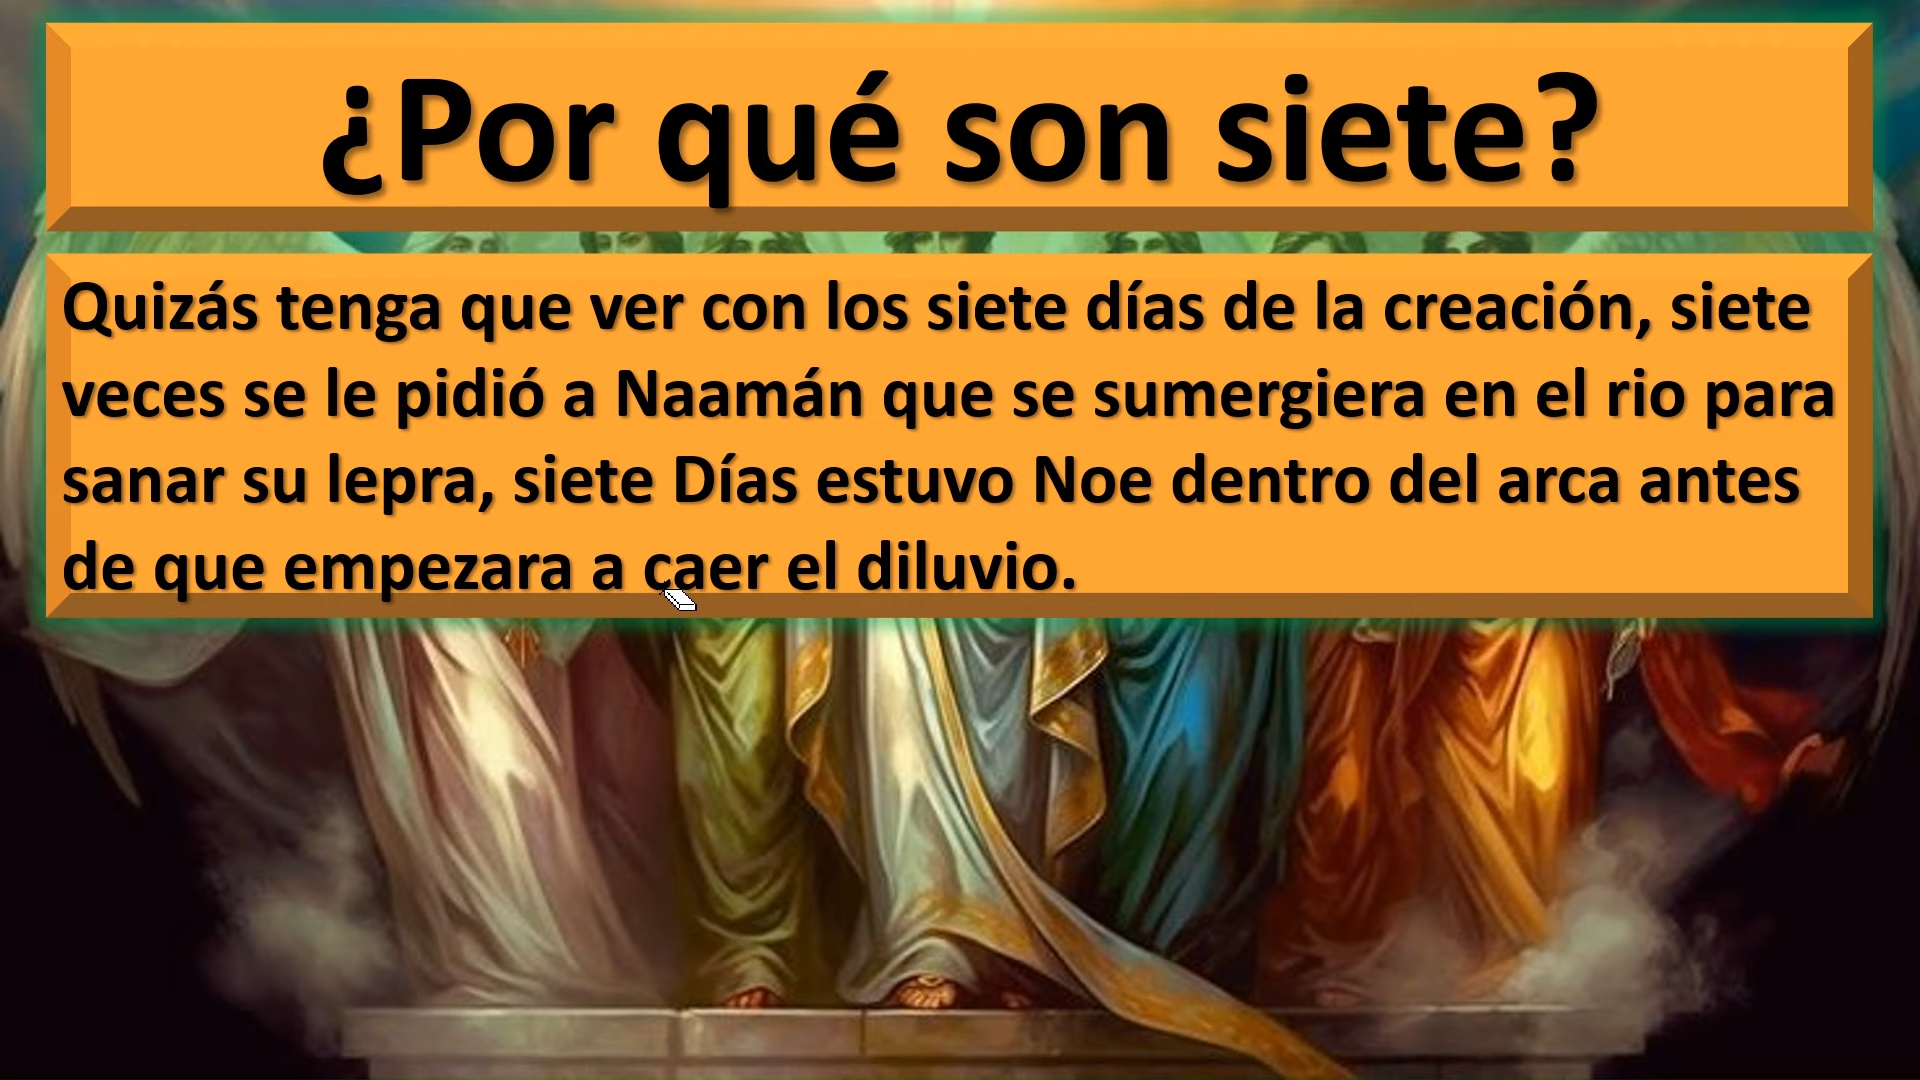 ¿Por qué son siete?
Quizás tenga que ver con los siete días de la creación, siete
veces se le pidió a Naamán que se sumergiera en el rio para
sanar su lepra, siete Días estuvo Noe dentro del arca antes
de que empezara a caer el diluvio.